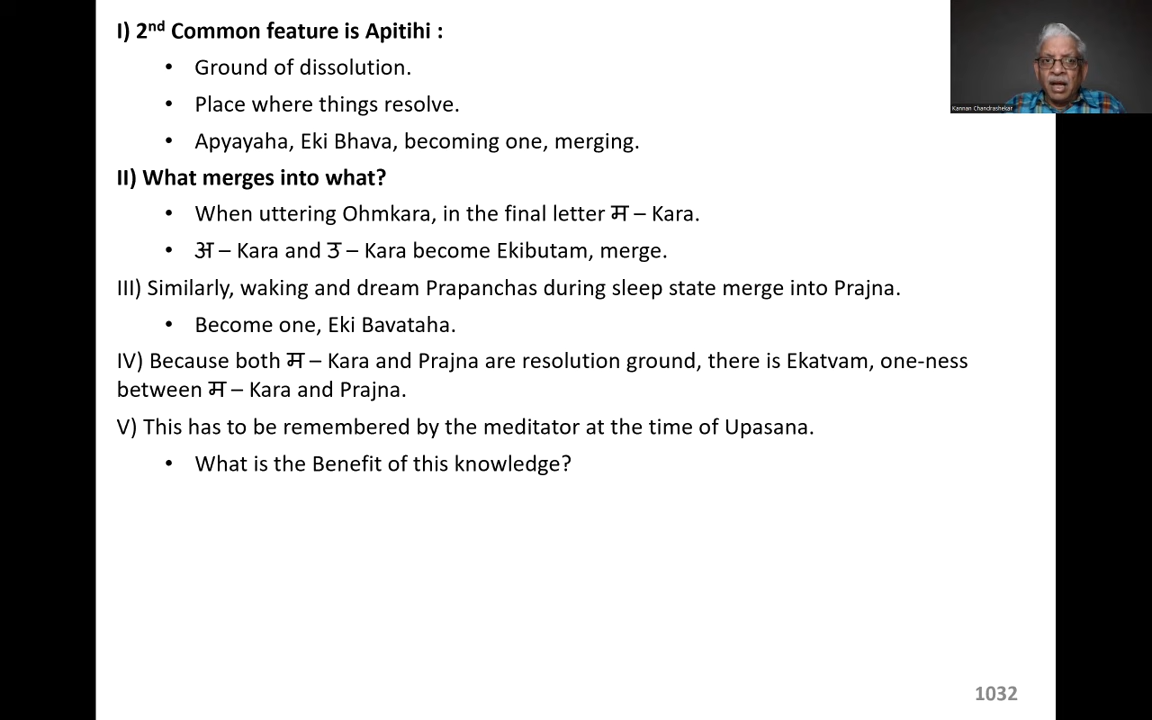 I) 2nd Common feature is Apitihi :
Kannan Chandrashekar
• Ground of dissolution.
• Place where things resolve.
• Apyayaha, Eki Bhava, becoming one, merging.
II) What merges into what?
• When uttering Ohmkara, in the final letter म – Kara.
• अ – Kara and उ – Kara become Ekibutam, merge.
III) Similarly, waking and dream Prapanchas during sleep state merge into Prajna.
• Become one, Eki Bavataha.
IV) Because both म – Kara and Prajna are resolution ground, there is Ekatvam, one-ness
between म – Kara and Prajna.
V) This has to be remembered by the meditator at the time of Upasana.
• What is the Benefit of this knowledge?
1032